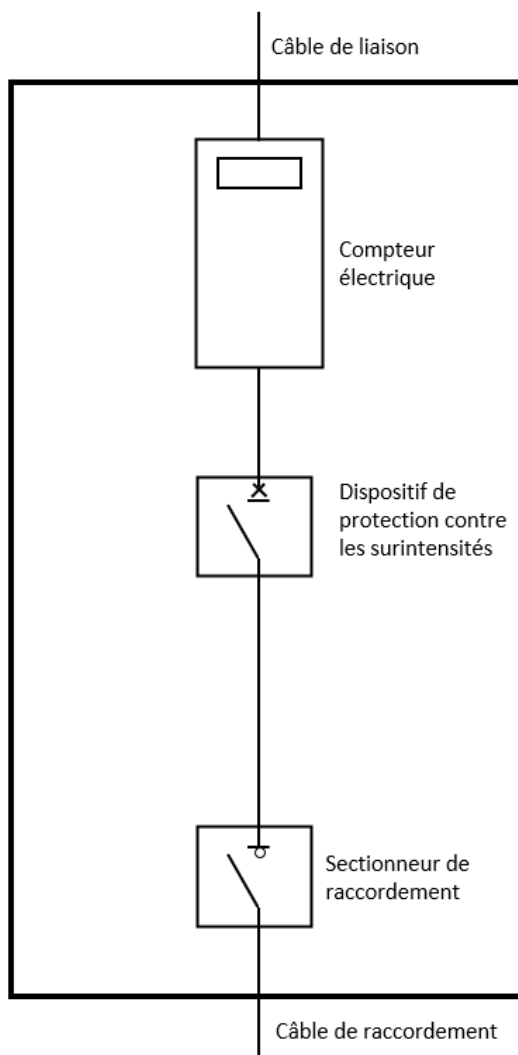 Câble de liaison
Compteur
électrique
Dispositif de
protection contre
les surintensités
Sectionneur de
raccordement
Câble de raccordement